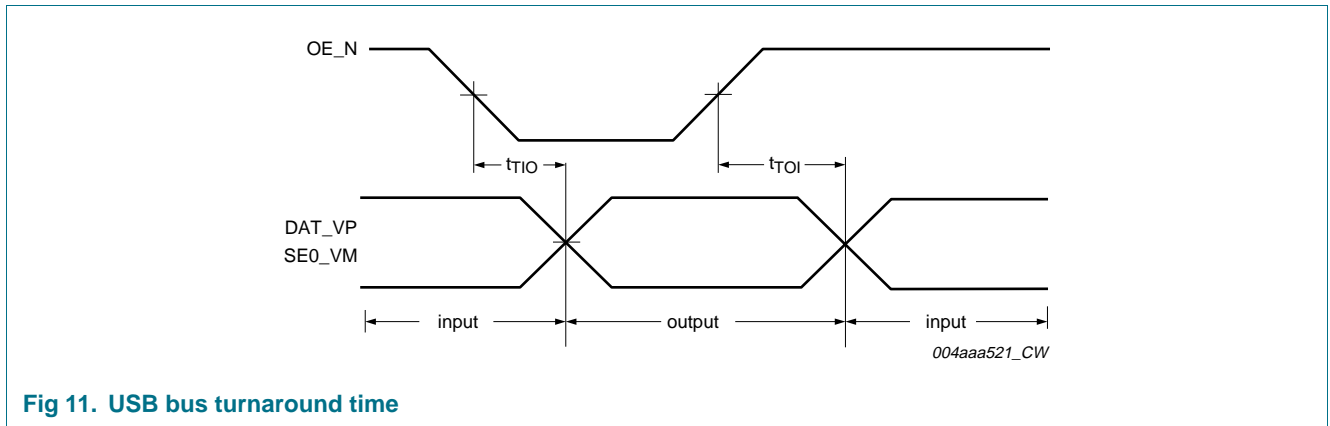 OE_N
tTIO
tTOI
DAT_VP
SE0_VM
input
output
input
004aaa521_CW
Fig 11. USB bus turnaround time